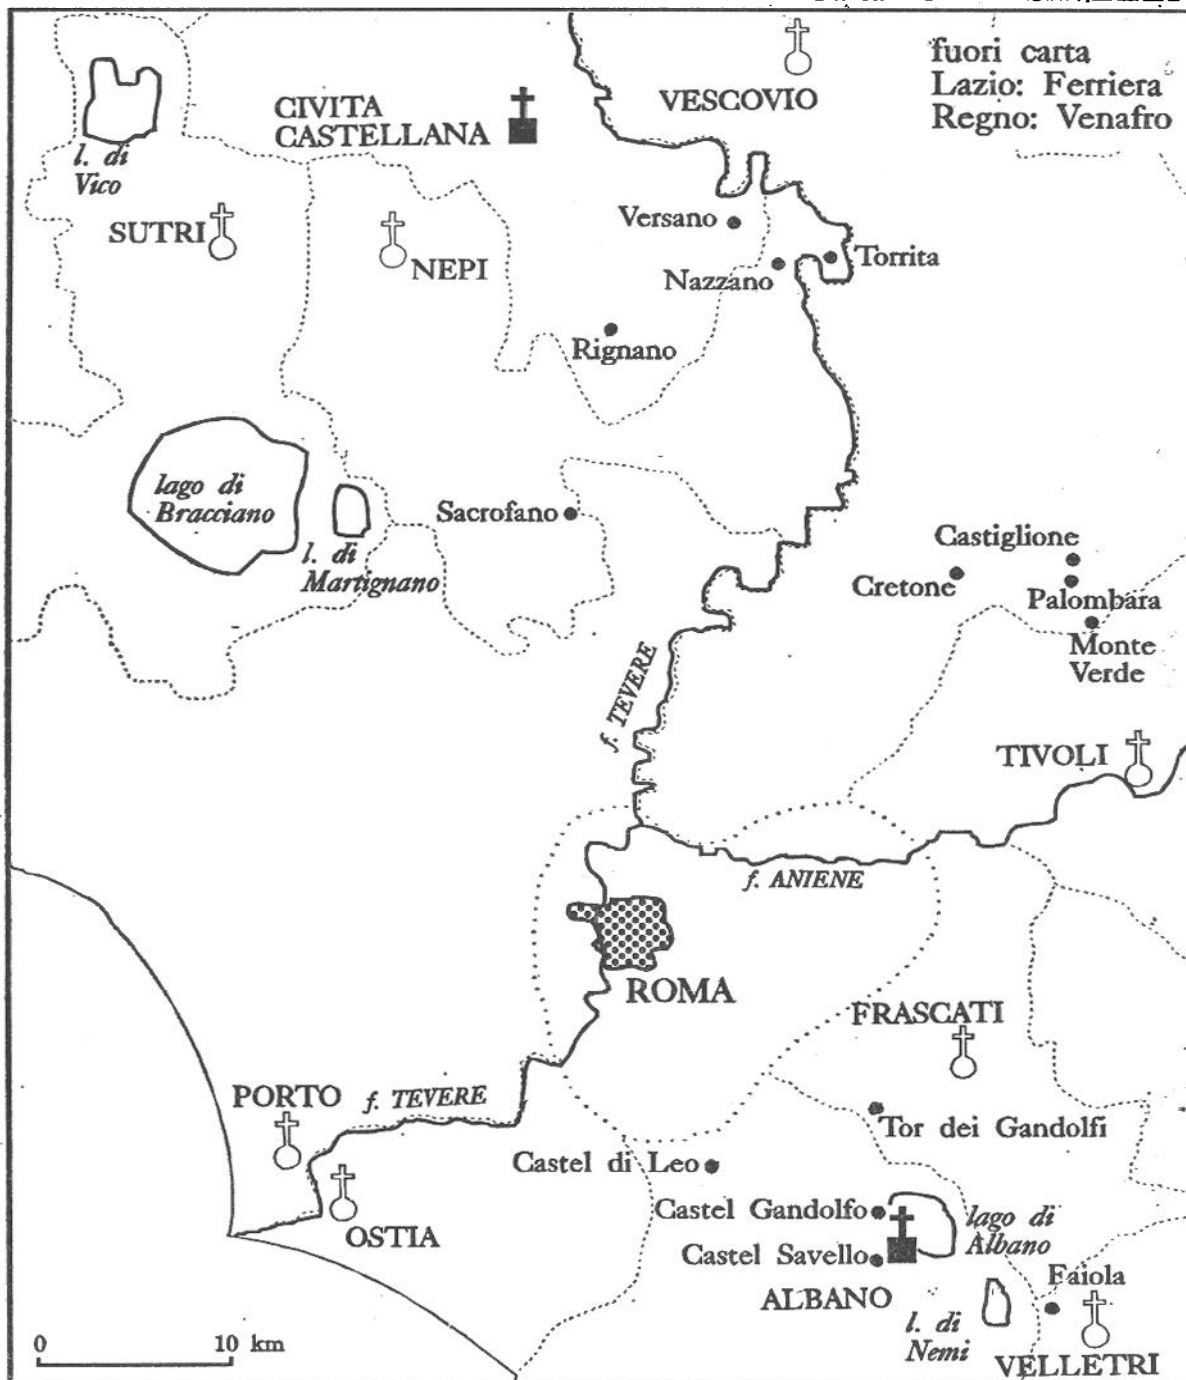 fuori carta
Lazio: Ferriera
Regno: Venafro
VESCOVIO
CIVITA
CASTELLANA
l. di
Vico
SUTRI
NEPI
Versano
Nazzano
Torrita
Rignano
lago di
Bracciano
l. di
Martignano
Sacrofano
Castiglione
Cretone
Palombara
Monte
Verde
f. TEVERE
TIVOLI
f. ANIENE
ROMA
FRASCATI
PORTO
f. TEVERE
OSTIA
Tor dei Gandolfi
Castel di Leo
Castel Gandolfo
lago di
Albano
Castel Savello
ALBANO
Faiola
l. di
Nemi
VELLETRI
0 10 km